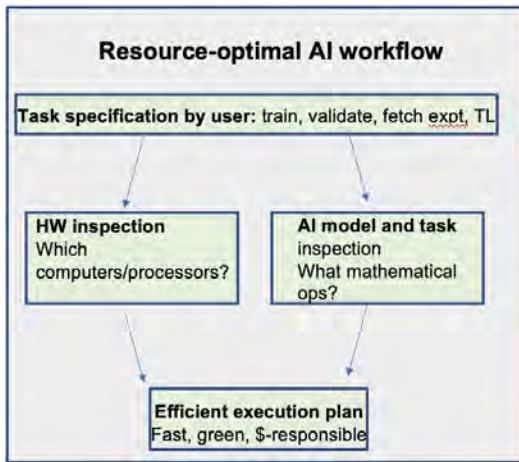 Resource-optimal AI workflow
Task specification by user: train, validate, fetch expt, TL
HW inspection
Which
computers/processors?
AI model and task
inspection
What mathematical
ops?
Efficient execution plan
Fast, green, $-responsible